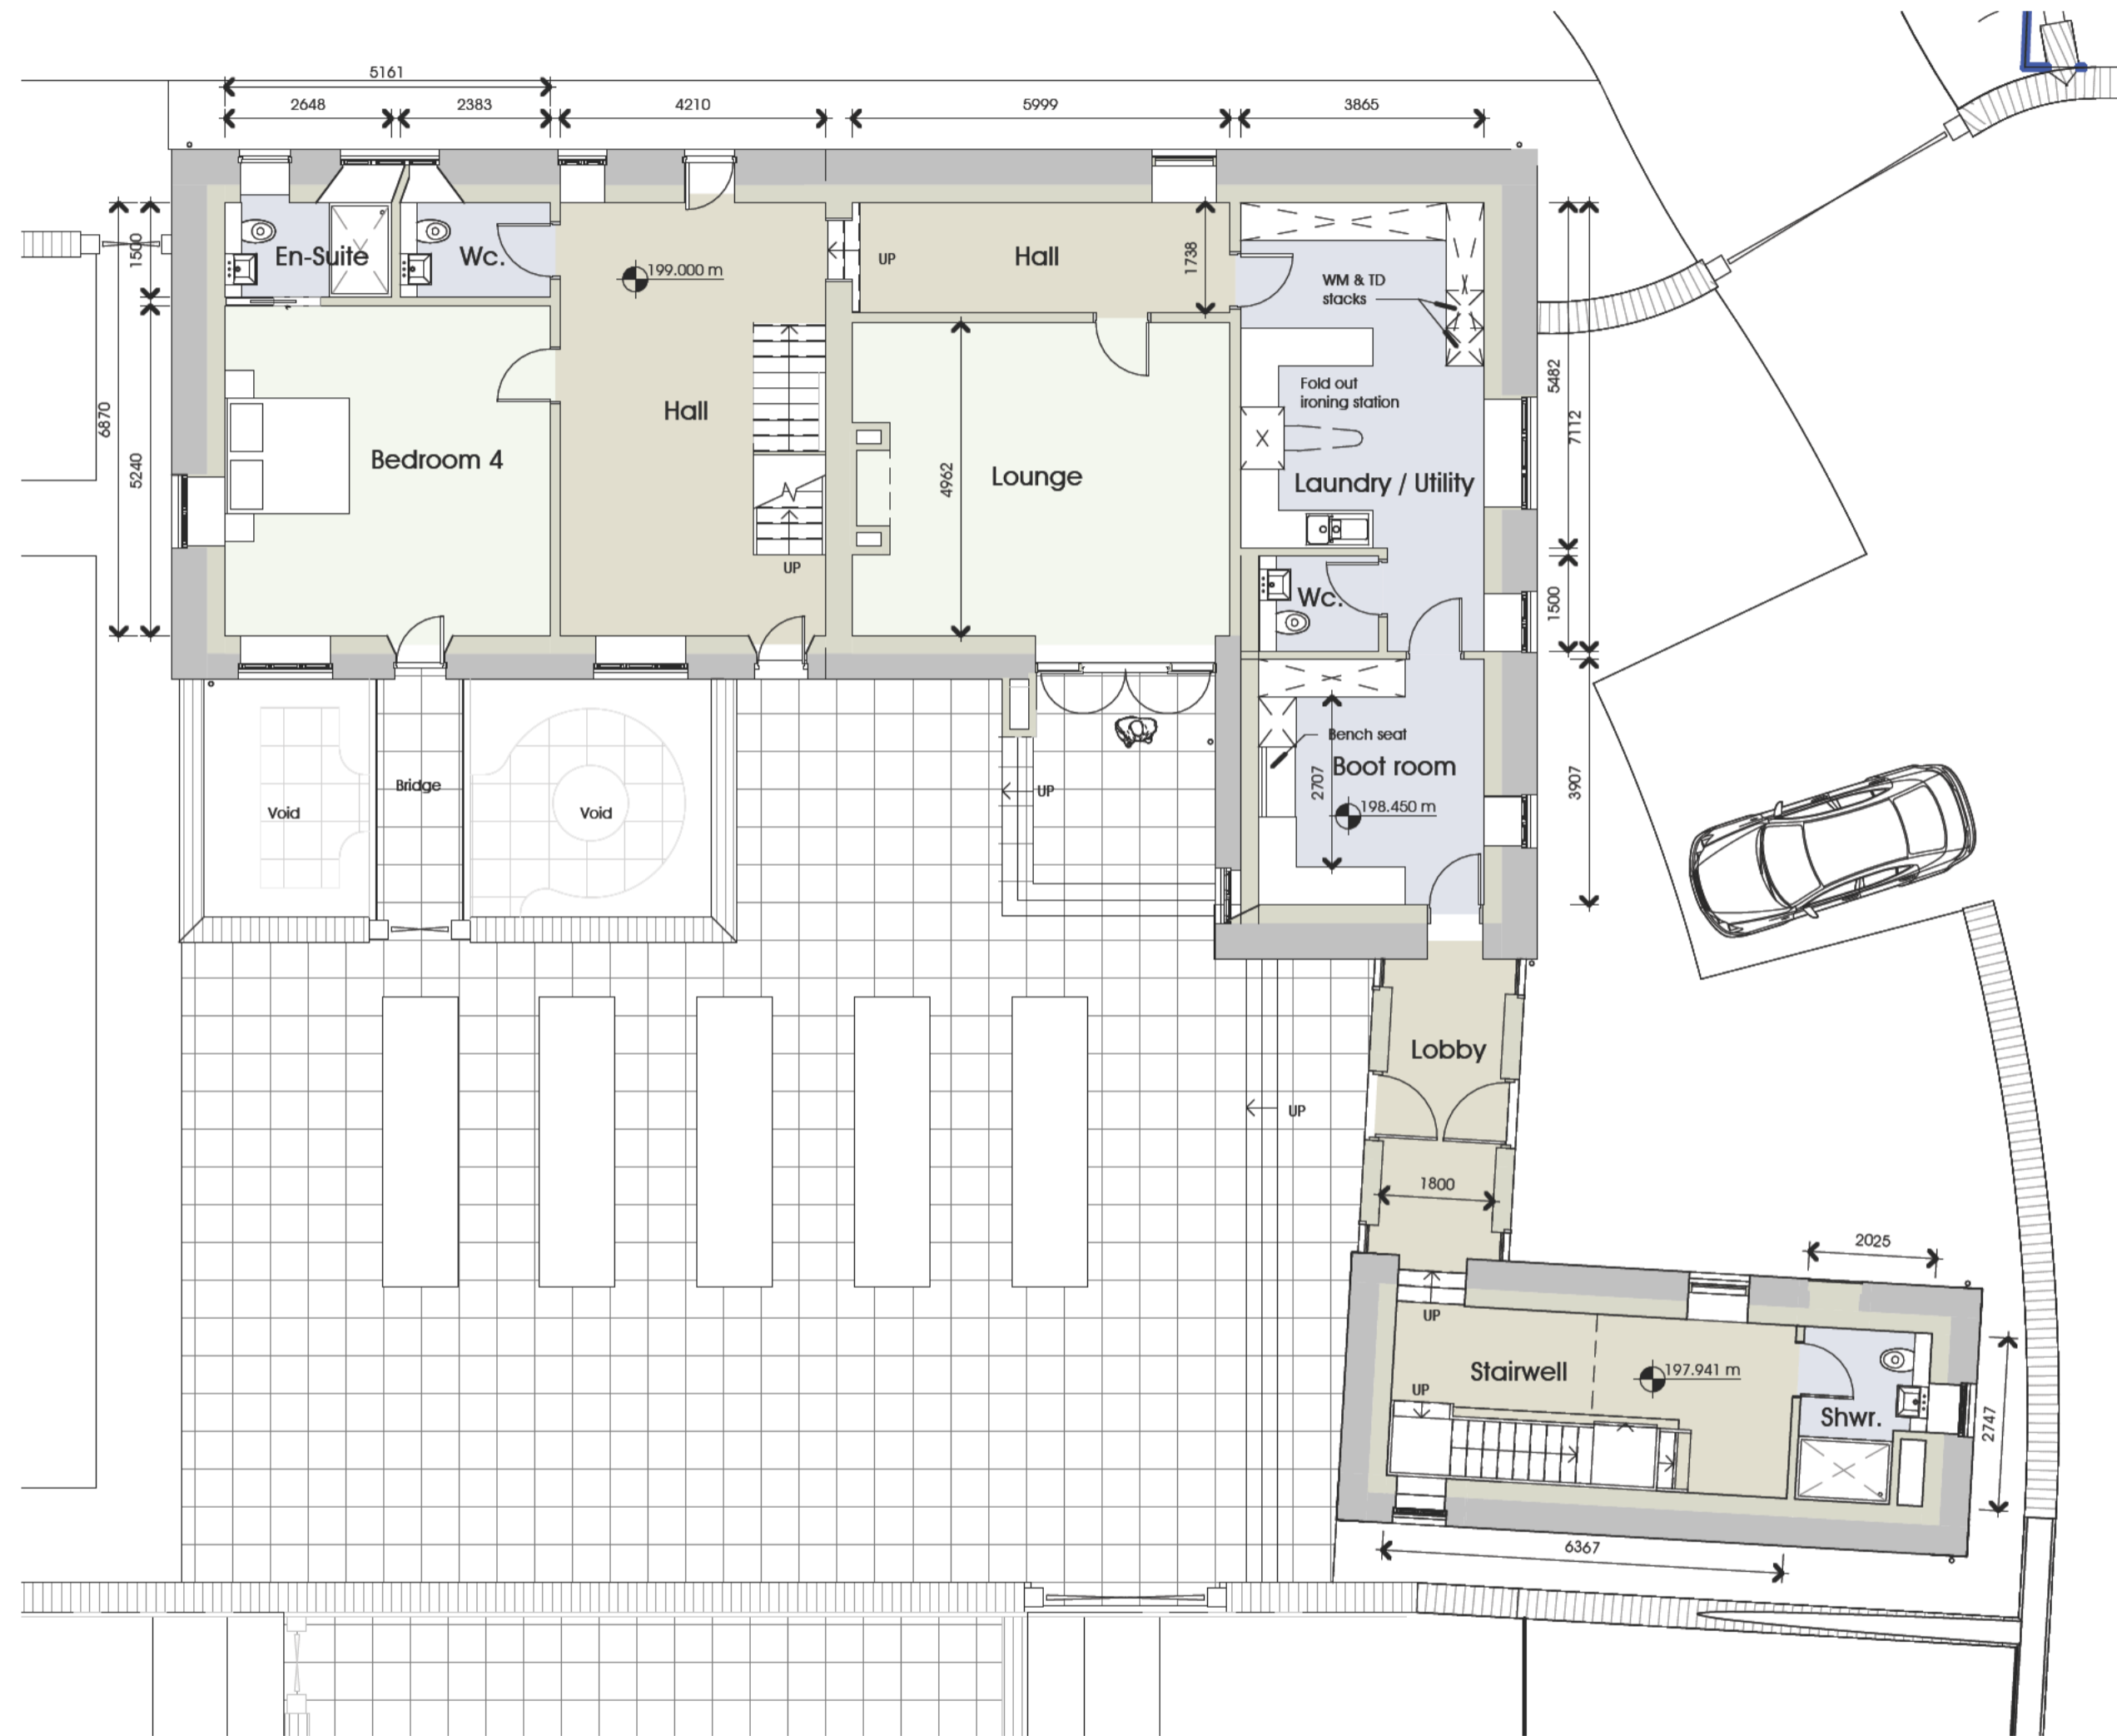 5161
2648
2383
4210
5999
3865
1500
6870
5240
En-Suite
Wc.
199.000 m
UP
Hall
1738
WM & TD
stacks
5482
7112
Hall
Fold out
ironing station
Bedroom 4
4962
Lounge
Laundry / Utility
UP
Wc.
1500
Bench seat
Boot room
2707
198.450 m
3907
Void
Bridge
Void
UP
Lobby
UP
1800
2025
UP
Stairwell
197.941 m
UP
Shwr.
2747
6367